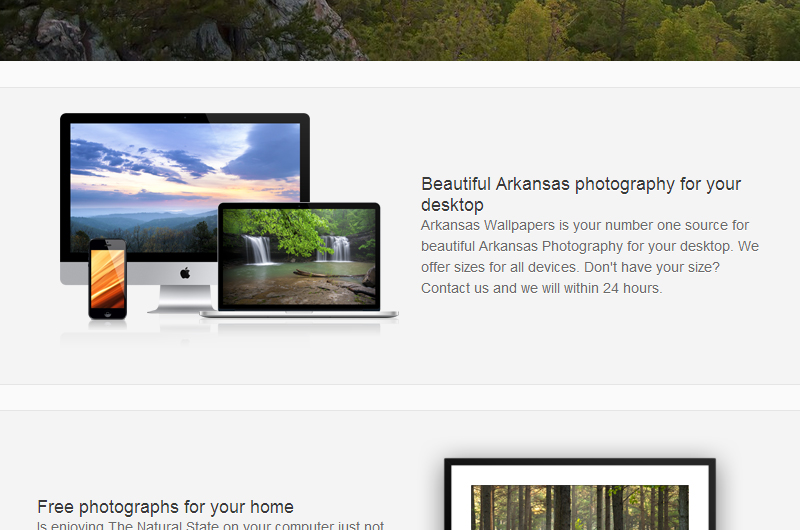 Beautiful Arkansas photography for your
desktop
Arkansas Wallpapers is your number one source for
beautiful Arkansas Photography for your desktop. We
offer sizes for all devices. Don't have your size?
Contact us and we will within 24 hours.
Free photographs for your home
Is enjoying The Natural State on your computer just not